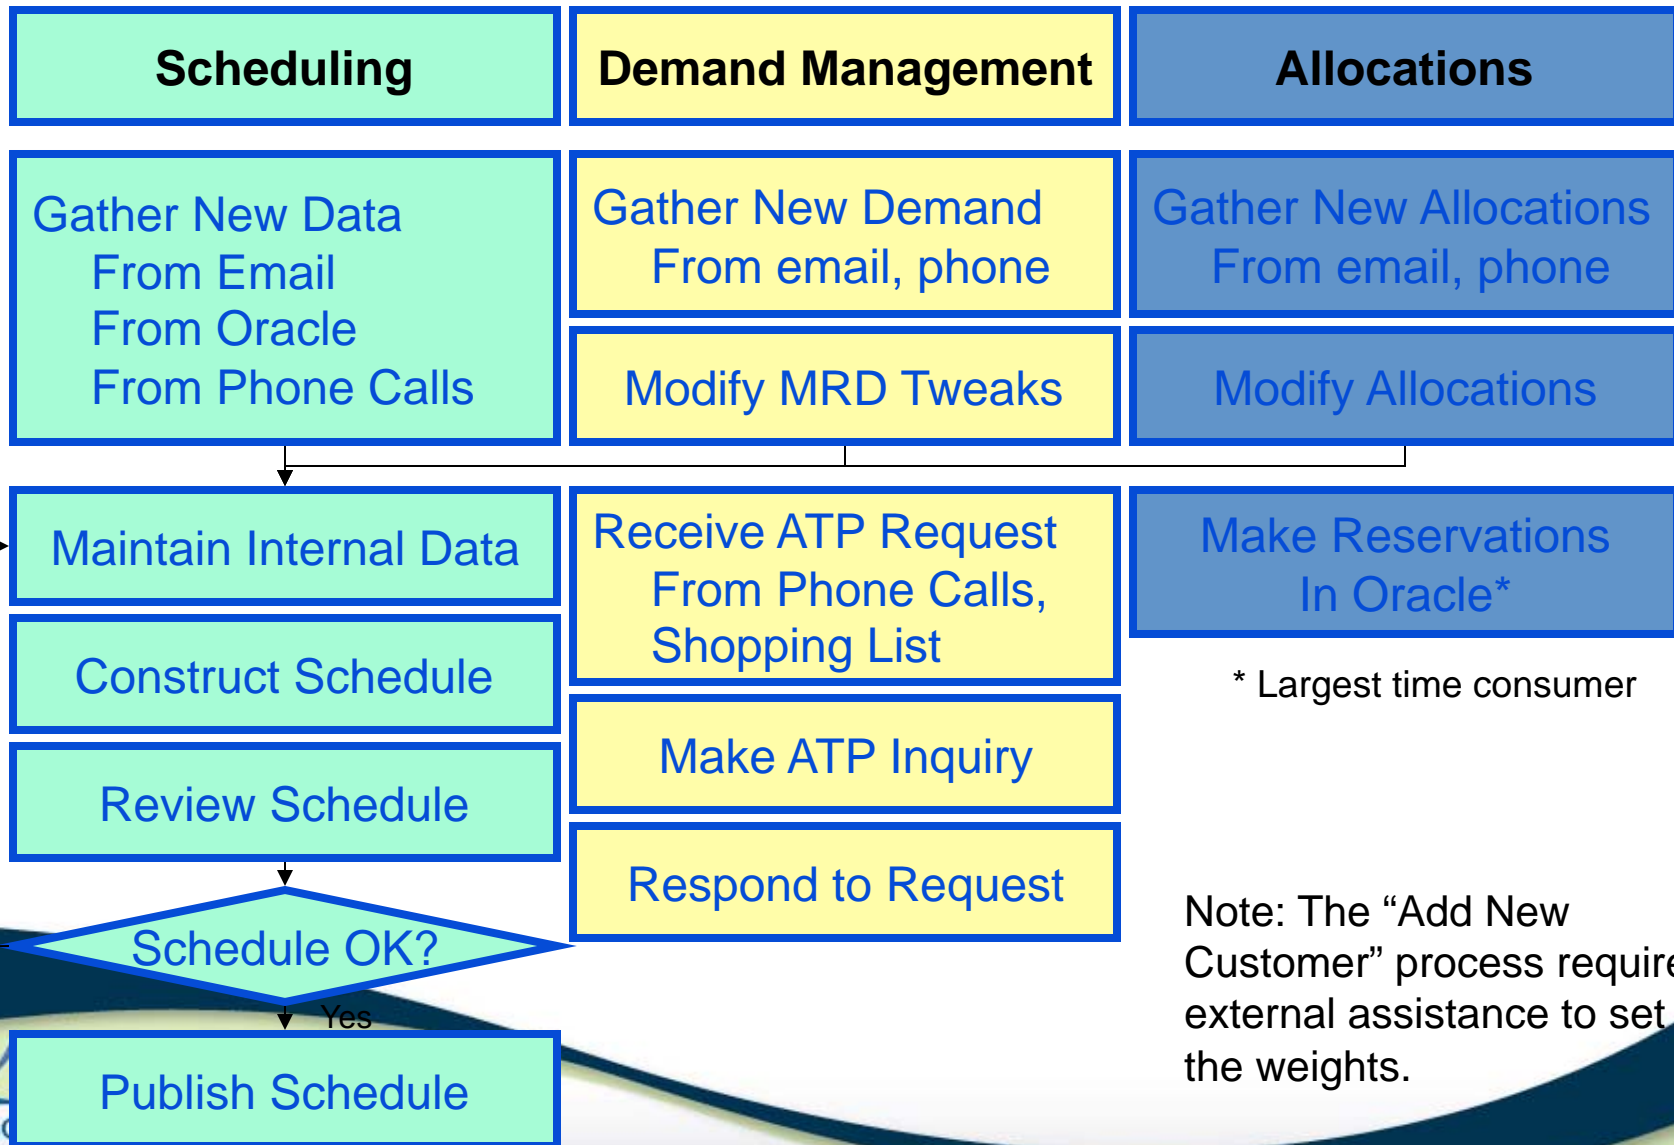 Scheduling
Demand Management
Allocations
Gather New Data
From Email
From Oracle
From Phone Calls
Gather New Demand
From email, phone
Modify MRD Tweaks
Gather New Allocations
From email, phone
Modify Allocations
Maintain Internal Data
Construct Schedule
Review Schedule
Schedule OK?
Yes
Publish Schedule
Receive ATP Request
From Phone Calls,
Shopping List
Make ATP Inquiry
Respond to Request
Make Reservations
In Oracle*
* Largest time consumer
Note: The “Add New
Customer” process require
external assistance to set
the weights.